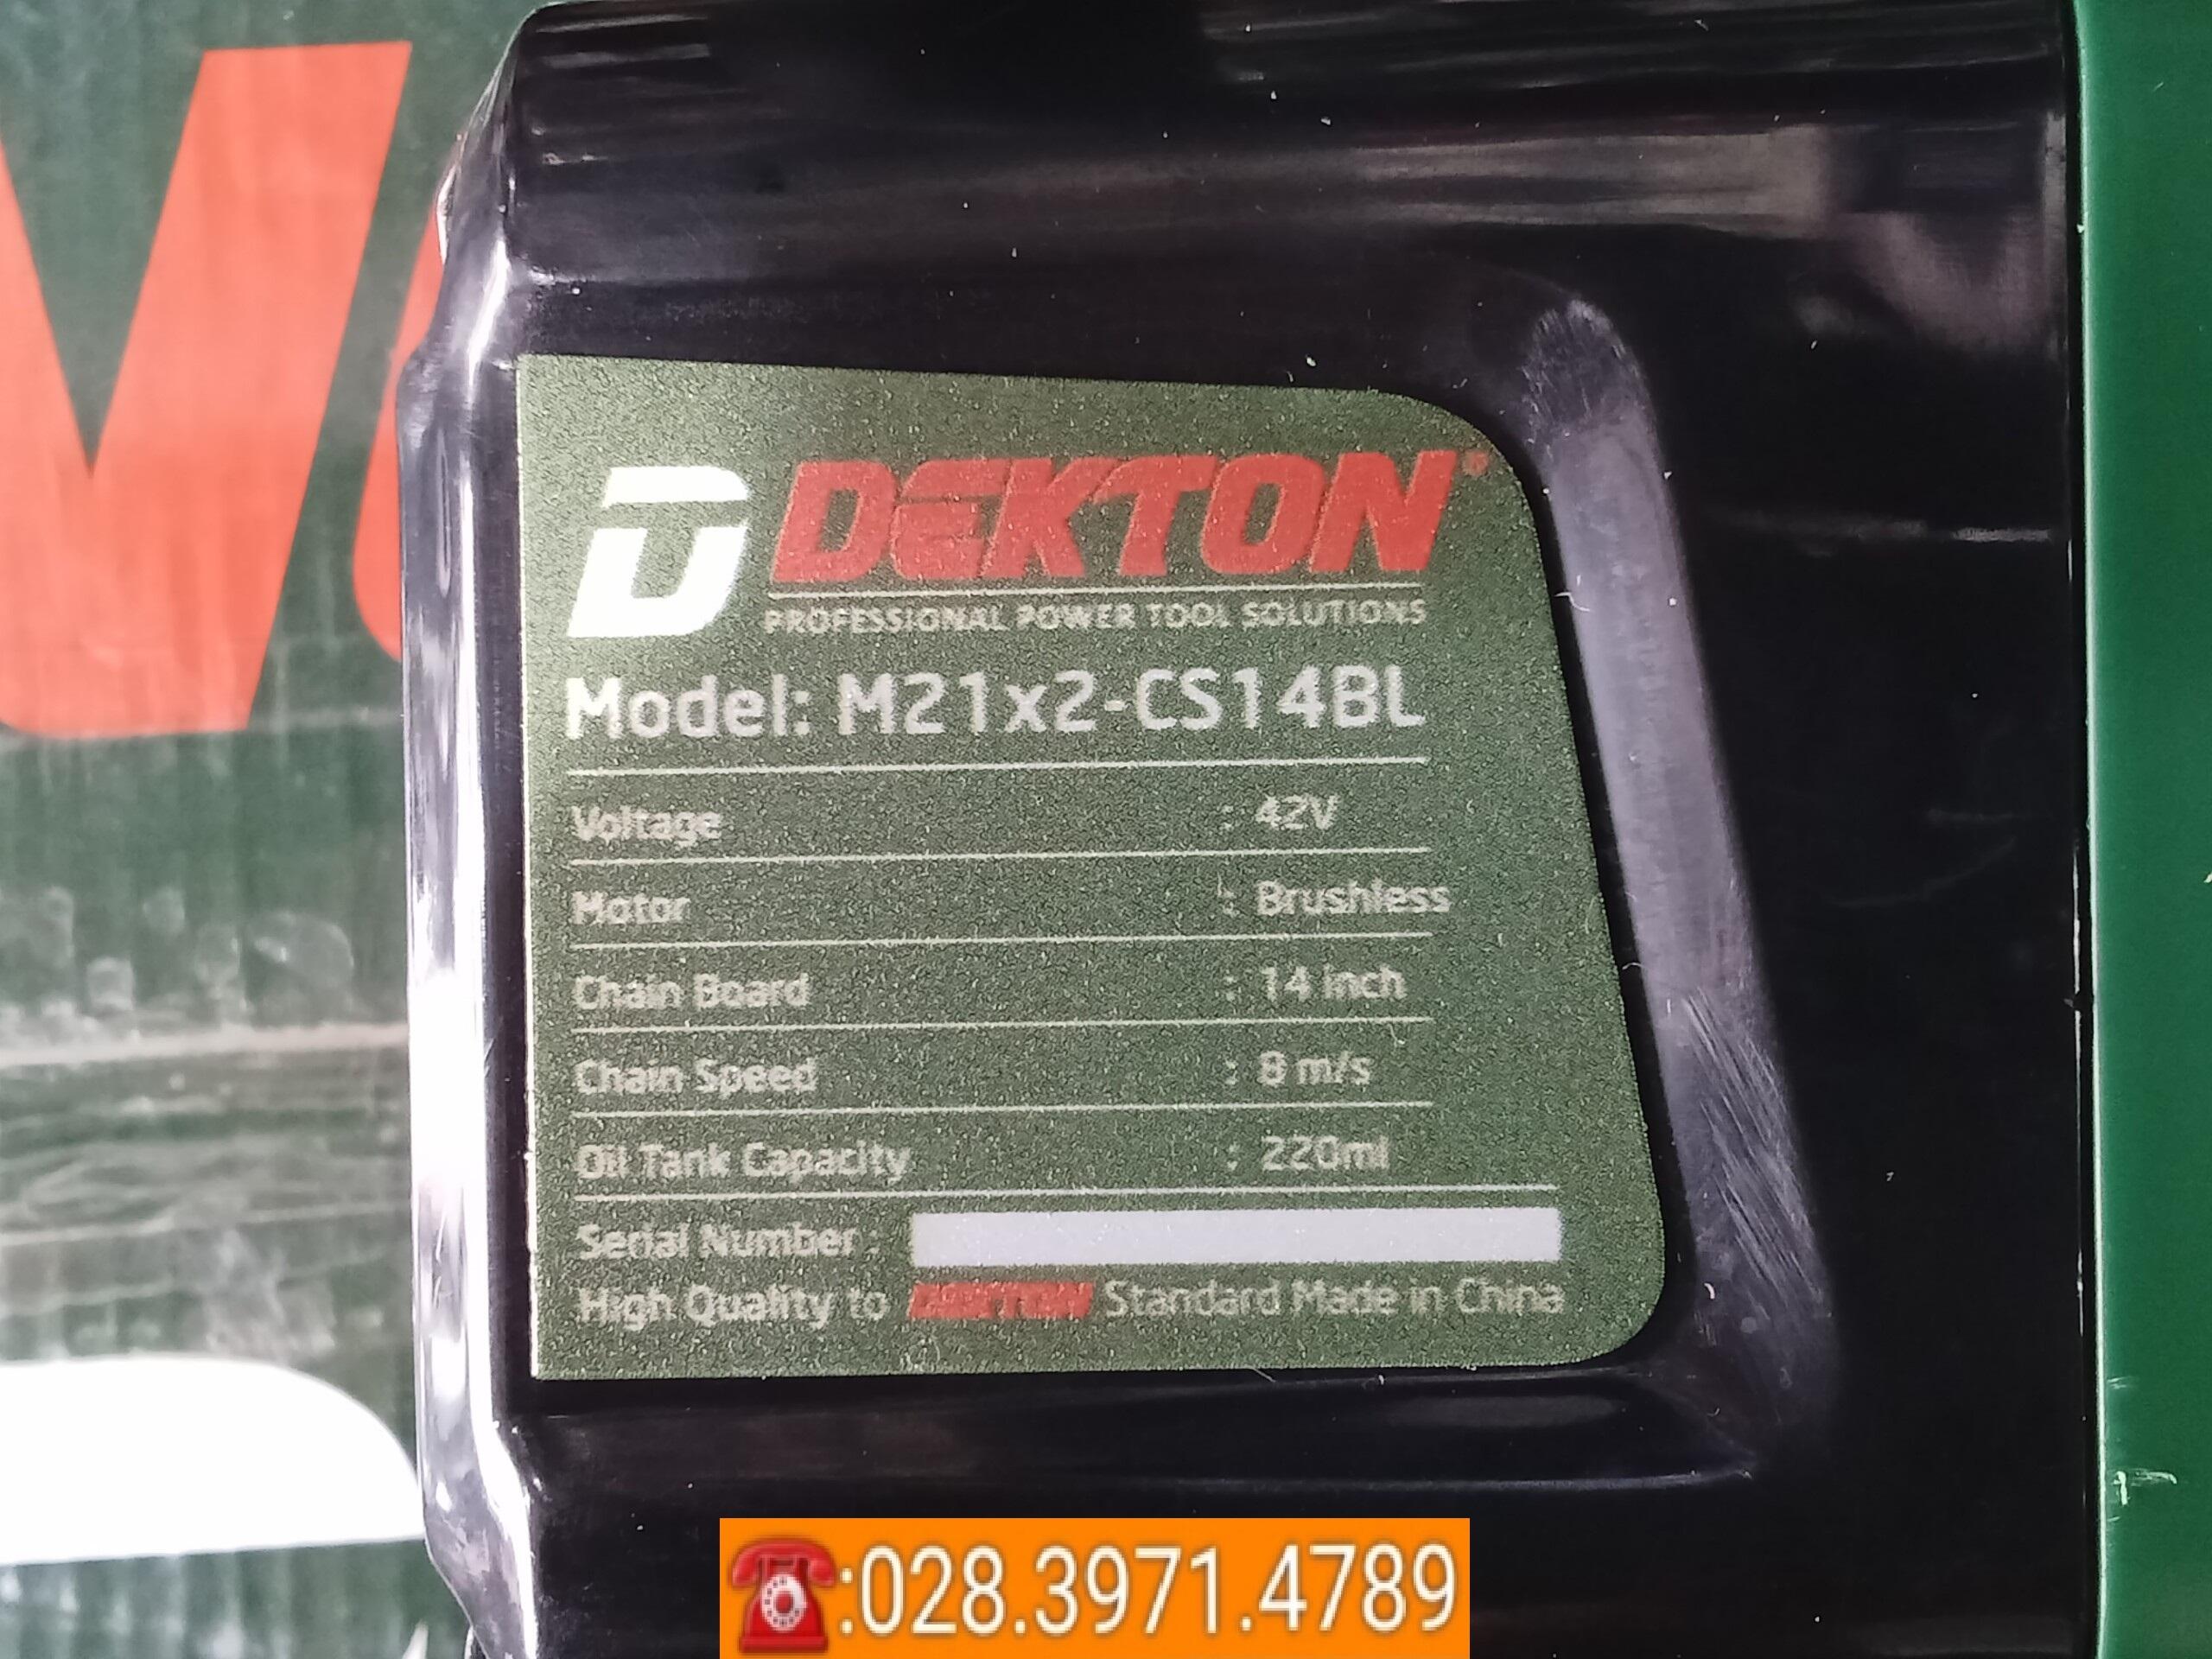 DEKTON®
PROFESSIONAL POWER TOOL SOLUTIONS
Model: M21x2-CS14BL
Voltage : 42V
Motor : Brushless
Chain Board : 14 inch
Chain Speed : 8 m/s
Oil Tank Capacity : 220ml
Serial Number :
High Quality to DEKTON Standard Made in China
☎:028.3971.4789